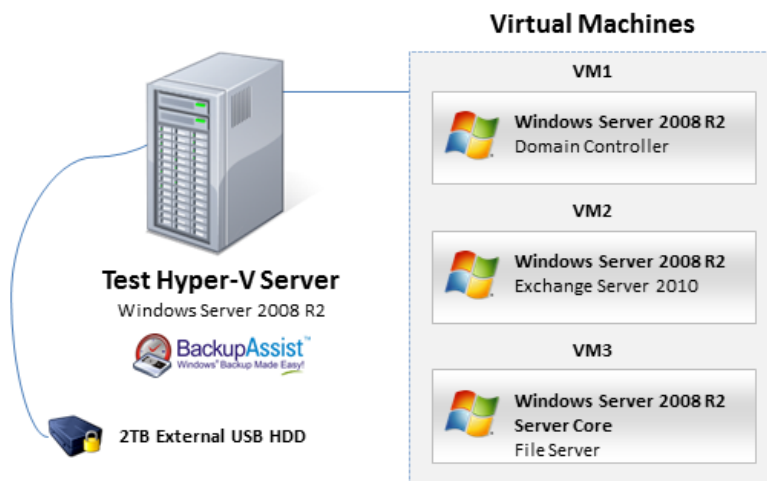 Virtual Machines
VM1
Windows Server 2008 R2
Domain Controller
VM2
Windows Server 2008 R2
Exchange Server 2010
VM3
Windows Server 2008 R2
Server Core
File Server
Test Hyper-V Server
Windows Server 2008 R2
BackupAssist™
Windows® Backup Made Easy!
2TB External USB HDD